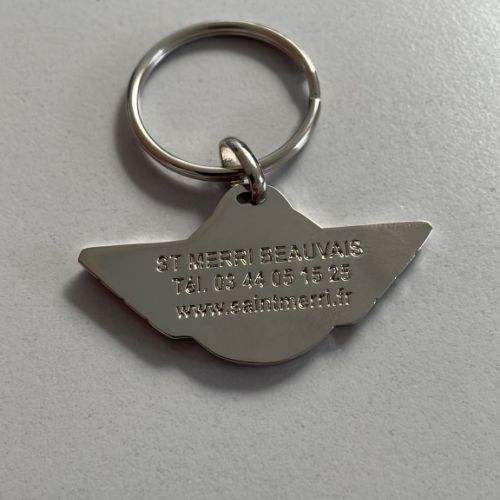 ST MERRI BEAUVAIS
Tél. 03 44 05 15 25
www.saintmerri.fr